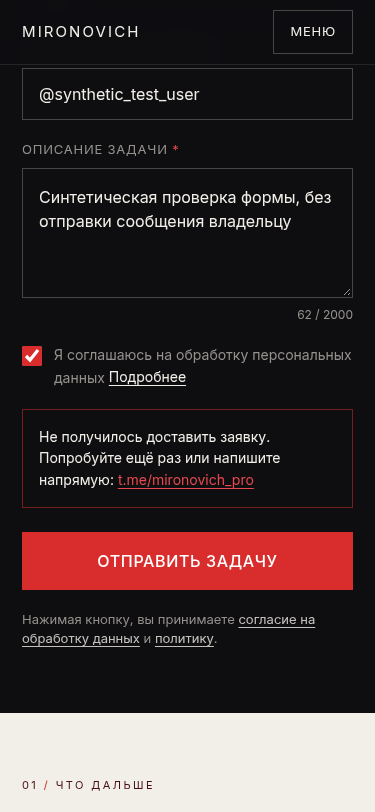 MIRONOVICH
МЕНЮ
@synthetic_test_user
ОПИСАНИЕ ЗАДАЧИ *
Синтетическая проверка формы, без
отправки сообщения владельцу
62 / 2000
Я соглашаюсь на обработку персональных
данных Подробнее
Не получилось доставить заявку.
Попробуйте ещё раз или напишите
напрямую: t.me/mironovich_pro
ОТПРАВИТЬ ЗАДАЧУ
Нажимая кнопку, вы принимаете согласие на
обработку данных и политику.
01 / ЧТО ДАЛЬШЕ